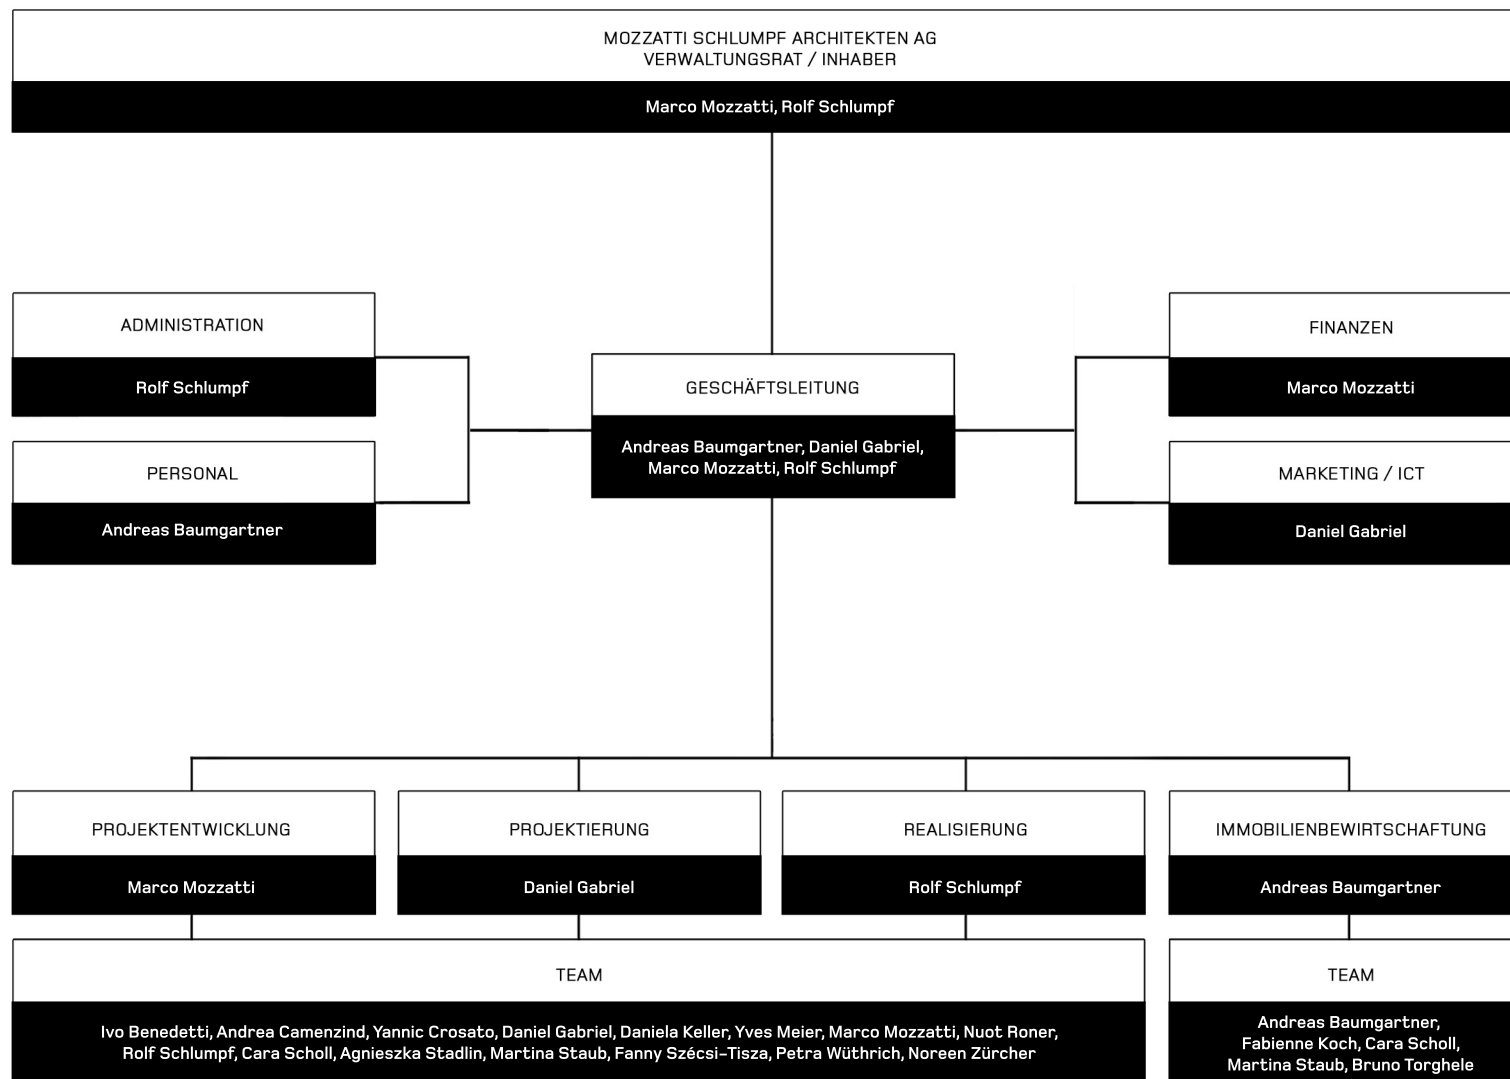 MOZZATTI SCHLUMPF ARCHITEKTEN AG
VERWALTUNGSRAT / INHABER
Marco Mozzatti, Rolf Schlumpf
ADMINISTRATION
Rolf Schlumpf
PERSONAL
Andreas Baumgartner
GESCHÄFTSLEITUNG
Andreas Baumgartner, Daniel Gabriel,
Marco Mozzatti, Rolf Schlumpf
FINANZEN
Marco Mozzatti
MARKETING / ICT
Daniel Gabriel
PROJEKTENTWICKLUNG
Marco Mozzatti
PROJEKTIERUNG
Daniel Gabriel
REALISIERUNG
Rolf Schlumpf
IMMOBILIENBEWIRTSCHAFTUNG
Andreas Baumgartner
TEAM
Ivo Benedetti, Andrea Camenzind, Yannic Crosato, Daniel Gabriel, Daniela Keller, Yves Meier, Marco Mozzatti, Nuot Roner,
Rolf Schlumpf, Cara Scholl, Agnieszka Stadlin, Martina Staub, Fanny Szécsi-Tisza, Petra Wüthrich, Noreen Zürcher
TEAM
Andreas Baumgartner,
Fabienne Koch, Cara Scholl,
Martina Staub, Bruno Torghele